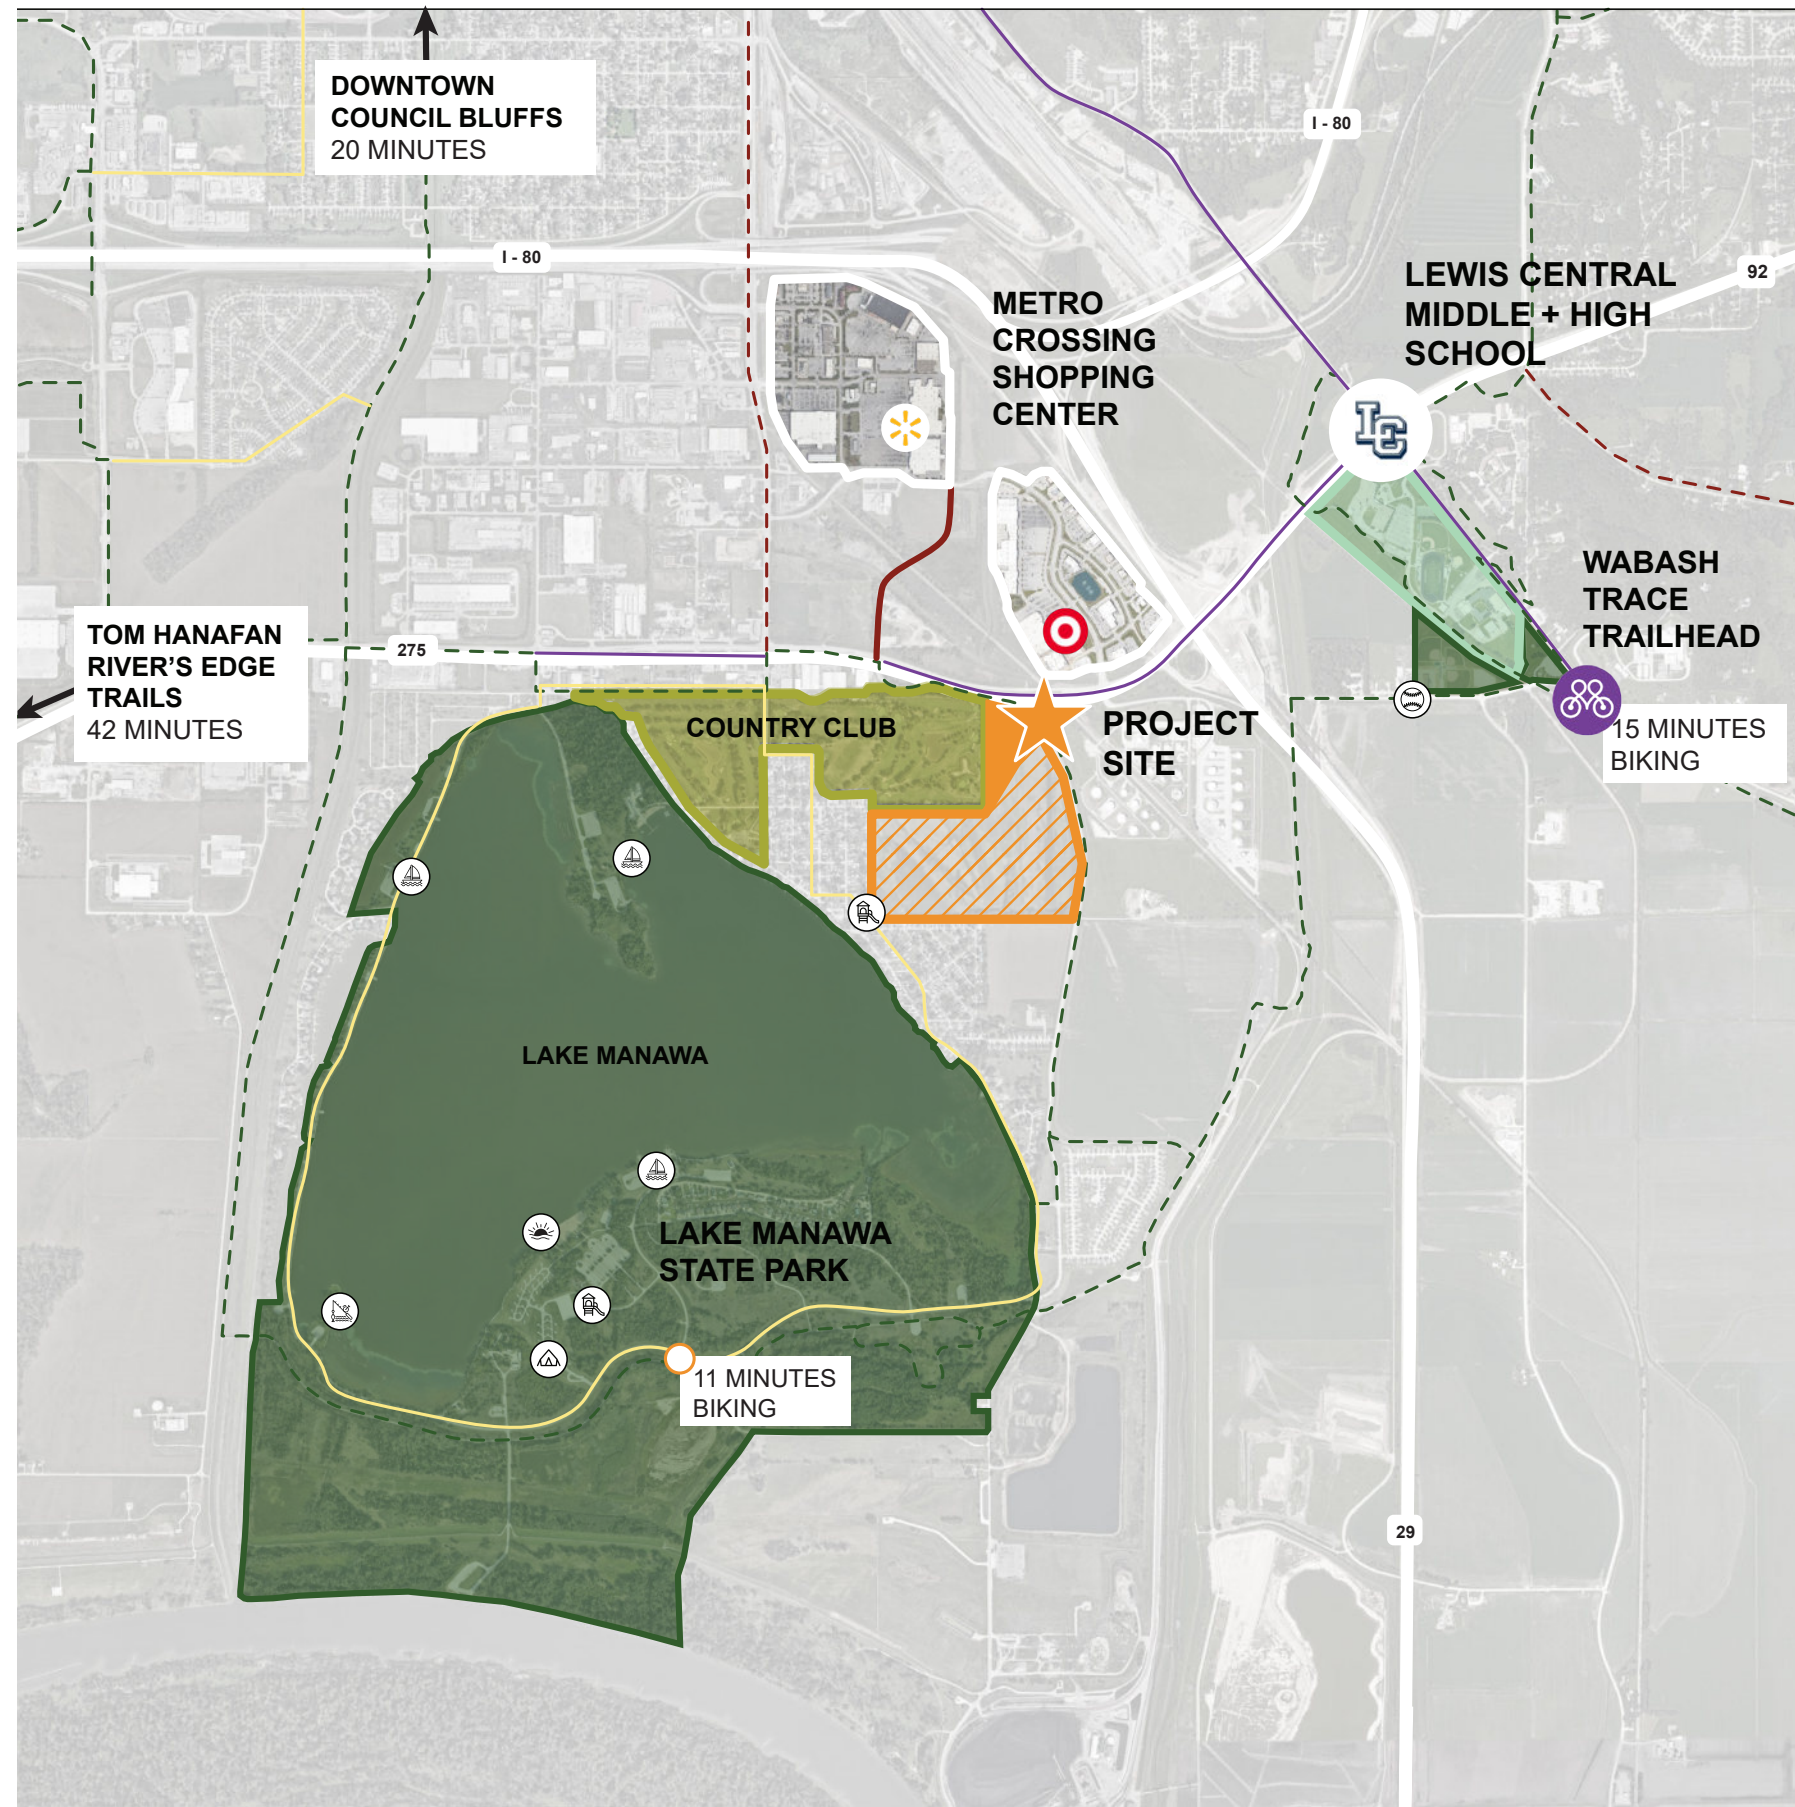 DOWNTOWN
COUNCIL BLUFFS
20 MINUTES
I - 80
I - 80
92
LEWIS CENTRAL
MIDDLE + HIGH
SCHOOL
METRO
CROSSING
SHOPPING
CENTER
LC
WABASH
TRACE
TRAILHEAD
15 MINUTES
BIKING
TOM HANAFAN
RIVER'S EDGE
TRAILS
42 MINUTES
275
COUNTRY CLUB
PROJECT
SITE
LAKE MANAWA
LAKE MANAWA
STATE PARK
11 MINUTES
BIKING
29